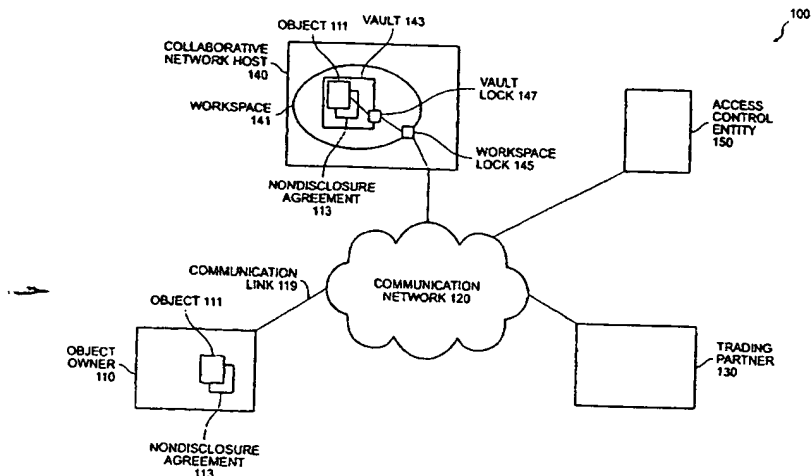 100
OBJECT 111
VAULT 143
COLLABORATIVE
NETWORK HOST
140
WORKSPACE
141
VAULT
LOCK 147
WORKSPACE
LOCK 145
NONDISCLOSURE
AGREEMENT
113
ACCESS
CONTROL
ENTITY
150
COMMUNICATION
LINK 119
COMMUNICATION
NETWORK 120
OBJECT 111
OBJECT
OWNER
110
NONDISCLOSURE
AGREEMENT
113
TRADING
PARTNER
130